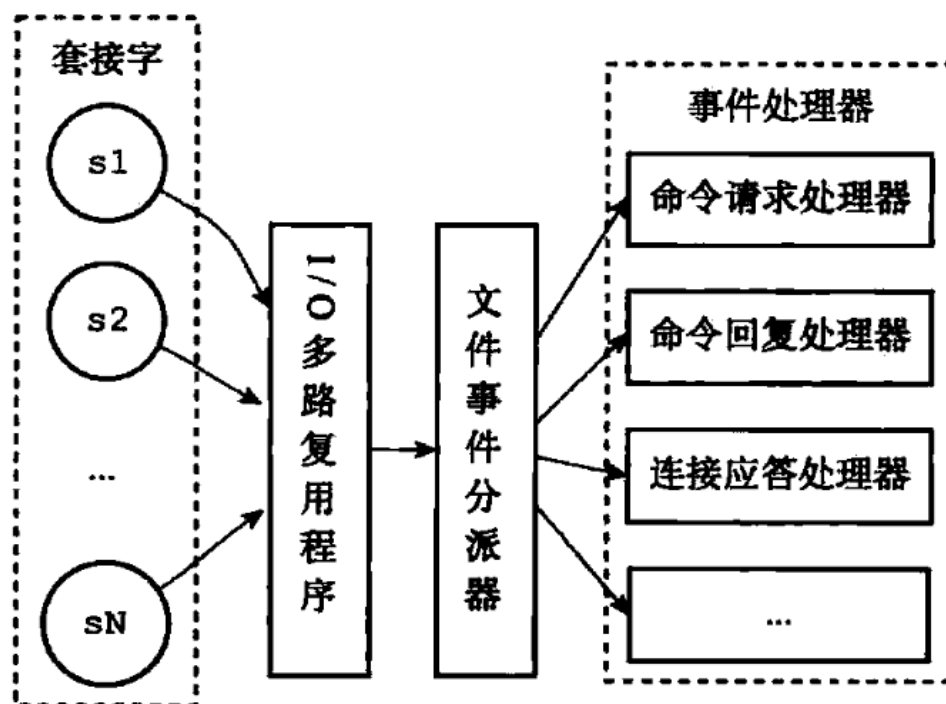 套接字
s1
s2
...
sN
I/O多路复用程序
文件事件分派器
事件处理器
命令请求处理器
命令回复处理器
连接应答处理器
...